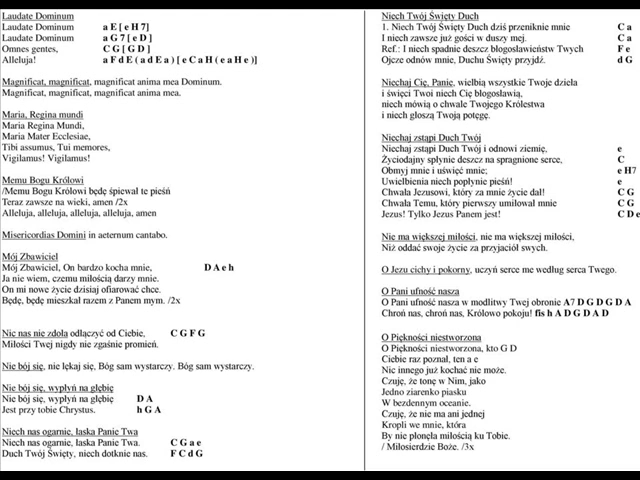 Laudate Dominum
Laudate Dominum a E [ e H 7]
Laudate Dominum a G 7 [ e D ]
Omnes gentes, C G [ G D ]
Alleluja! a F d E ( a d E a ) [ e C a H ( e a H e )]
Magnificat, magnificat, magnificat anima mea Dominum.
Magnificat, magnificat, magnificat anima mea.
Maria, Regina mundi
Maria Regina Mundi,
Maria Mater Ecclesiae,
Tibi assumus, Tui memores,
Vigilamus! Vigilamus!
Memu Bogu Królowi
/Memu Bogu Królowi będę śpiewał te pieśń
Teraz zawsze na wieki, amen /2x
Alleluja, alleluja, alleluja, alleluja, amen
Misericordias Domini in aeternum cantabo.
Mój Zbawiciel
Mój Zbawiciel, On bardzo kocha mnie, D A e h
Ja nie wiem, czemu miłością darzy mnie.
On mi nowe życie dzisiaj ofiarować chce.
Będę, będę mieszkał razem z Panem mym. /2x
Nic nas nie zdoła odłączyć od Ciebie, C G F G
Miłości Twej nigdy nie zgaśnie promień.
Nie bój się, nie lękaj się, Bóg sam wystarczy. Bóg sam wystarczy.
Nie bój się, wypłyń na głębię
Nie bój się, wypłyń na głębię D A
Jest przy tobie Chrystus. h G A
Niech nas ogarnie, łaska Panie Twa
Niech nas ogarnie, łaska Panie Twa. C G a e
Duch Twój Święty, niech dotknie nas. F C d G
Niech Twój Święty Duch
1. Niech Twój Święty Duch dziś przeniknie mnie C a
I niech zawsze już gości w duszy mej. C a
Ref.: I niech spadnie deszcz błogosławieństw Twych F e
Ojcze odnów mnie, Duchu Święty przyjdź. d G
Niechaj Cię, Panie, wielbią wszystkie Twoje dzieła
i święci Twoi niech Cię błogosławią,
niech mówią o chwale Twojego Królestwa
i niech głoszą Twoją potęgę.
Niechaj zstąpi Duch Twój
Niechaj zstąpi Duch Twój i odnowi ziemię, e
Życiodajny spłynie deszcz na spragnione serce, C
Obmyj mnie i uświęć mnie; e H7
Uwielbienia niech popłynie pieśń! e
Chwała Jezusowi, który za mnie życie dał! C G
Chwała Temu, który pierwszy umiłował mnie C G
Jezus! Tylko Jezus Panem jest! C D e
Nie ma większej miłości, nie ma większej miłości,
Niż oddać swoje życie za przyjaciół swych.
O Jezu cichy i pokorny, uczyń serce me według serca Twego.
O Pani ufność nasza
O Pani ufność nasza w modlitwy Twej obronie A7 D G D G D A
Chroń nas, chroń nas, Królowo pokoju! fis h A D G D A D
O Piękności niestworzona
O Piękności niestworzona, kto G D
Ciebie raz poznał, ten a e
Nic innego już kochać nie może.
Czuję, że tonę w Nim, jako
Jedno ziarenko piasku
W bezdennym oceanie.
Czuję, że nie ma ani jednej
Kropli we mnie, która
By nie płonęła miłością ku Tobie.
/ Miłosierdzie Boże. /3x